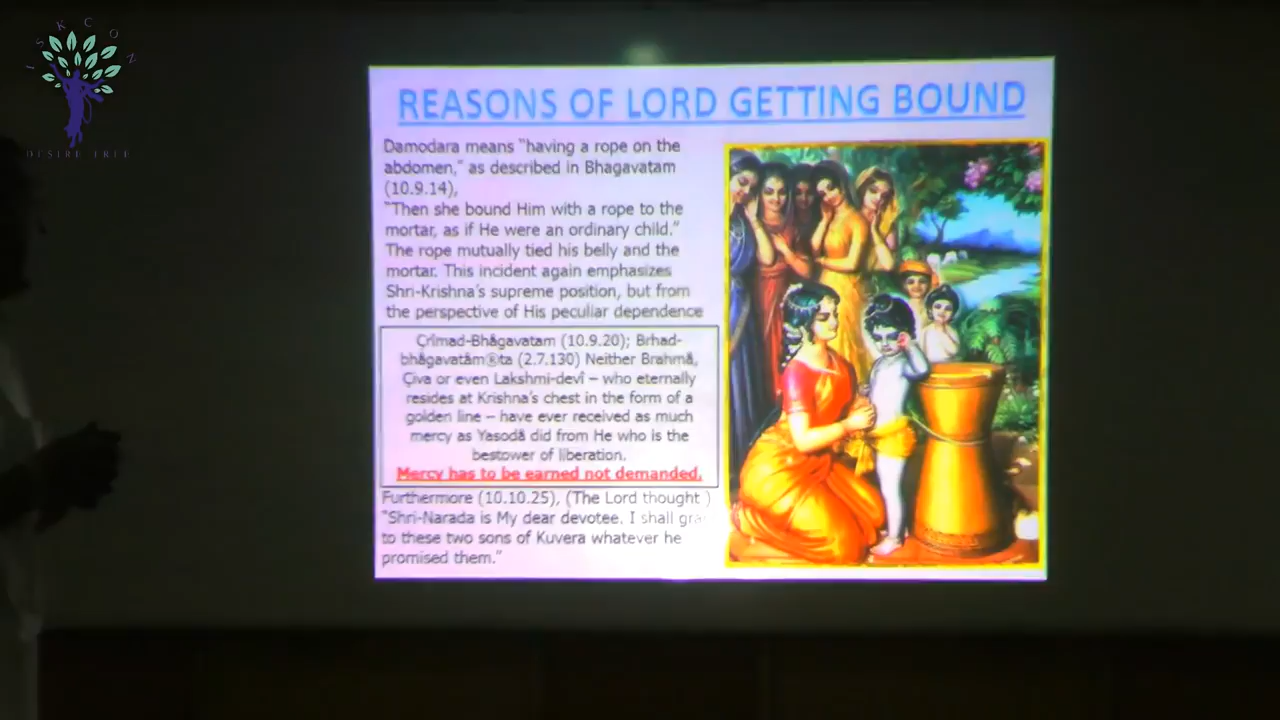 ISKCON
DESIRE TREE
REASONS OF LORD GETTING BOUND
Damodara means "having a rope on the
abdomen," as described in Bhagavatam
(10.9.14),
"Then she bound Him with a rope to the
mortar, as if He were an ordinary child."
The rope mutually tied his belly and the
mortar. This incident again emphasizes
Shri-Krishna's supreme position, but from
the perspective of His peculiar dependence
Çrîmad-Bhâgavatam (10.9.20); Brhad-
bhâgavatâm®ta (2.7.130) Neither Brahmâ,
Çiva or even Lakshmi-devî – who eternally
resides at Krishna's chest in the form of a
golden line – have ever received as much
mercy as Yasodâ did from He who is the
bestower of liberation.
Mercy has to be earned not demanded.
Furthermore (10.10.25), (The Lord thought )
"Shri-Narada is My dear devotee. I shall
to these two sons of Kuvera whatever he
promised them."